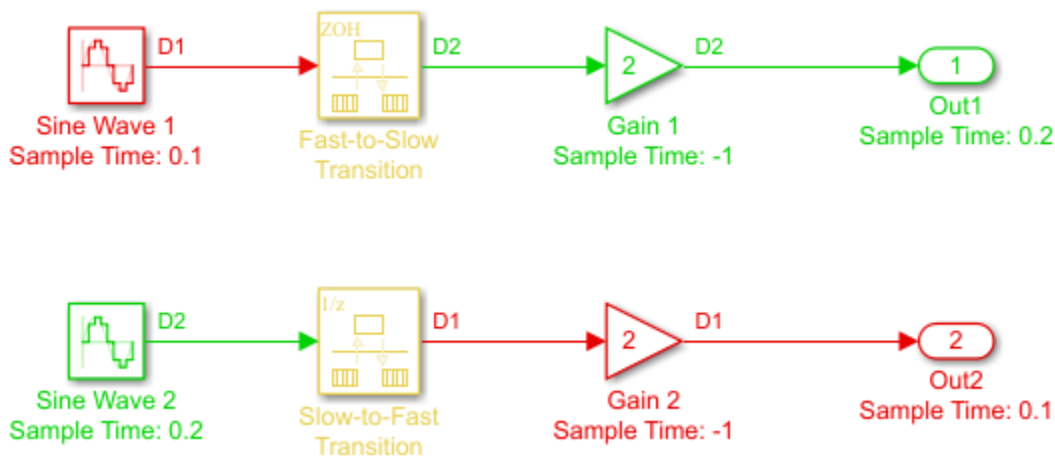 ZOH
D1
D2
2
D2
1
Sine Wave 1
Sample Time: 0.1
Fast-to-Slow
Transition
Gain 1
Sample Time: -1
Out1
Sample Time: 0.2
1/z
D2
D1
2
D1
2
Sine Wave 2
Sample Time: 0.2
Slow-to-Fast
Transition
Gain 2
Sample Time: -1
Out2
Sample Time: 0.1